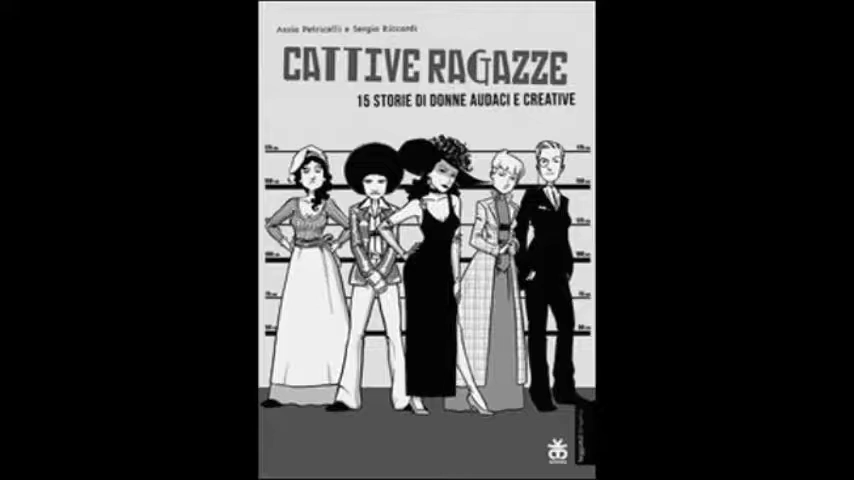 Assia Petricelli e Sergio Riccardi
CATTIVE RAGAZZE
15 STORIE DI DONNE AUDACI E CREATIVE